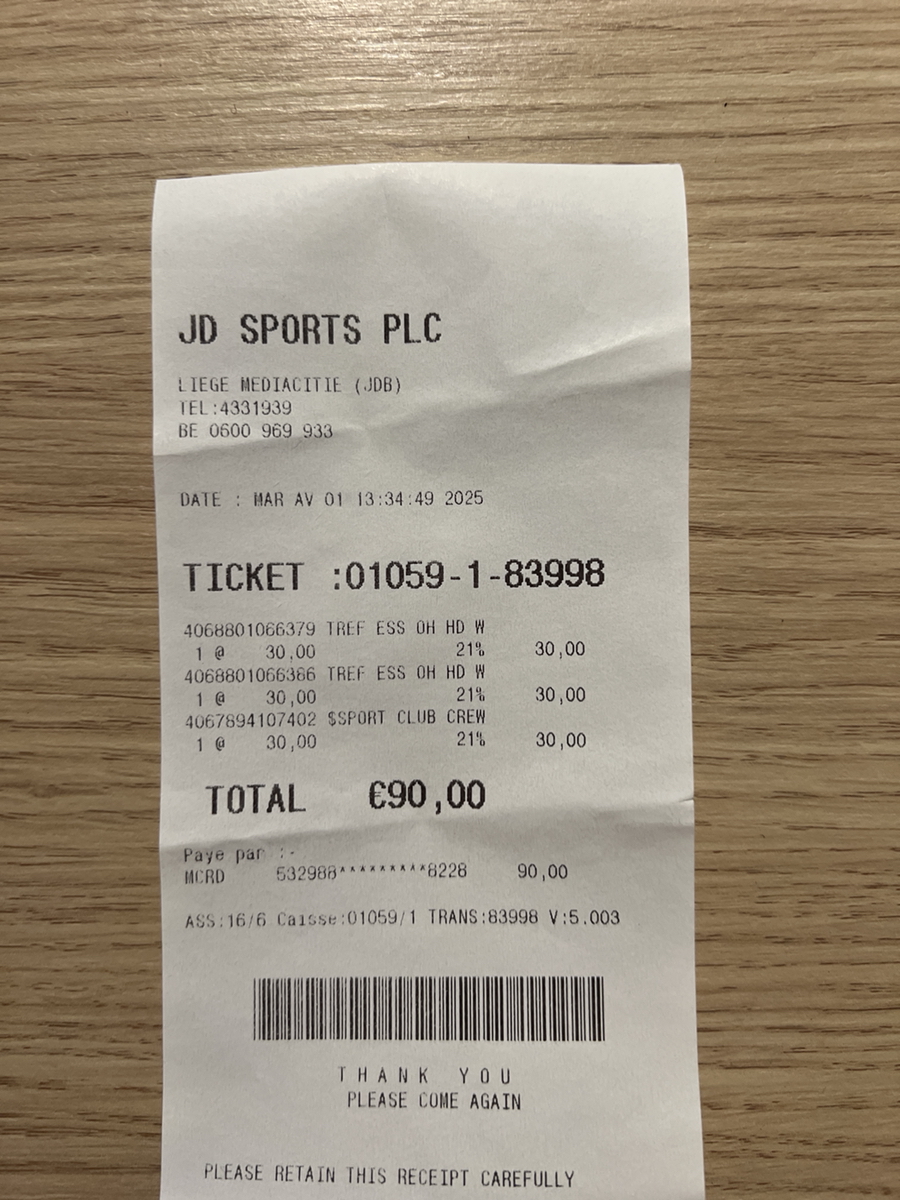 JD SPORTS PLC
LIEGE MEDIACITIE (JDB)
TEL:4331939
BE 0600 969 933
DATE : MAR AV 01 13:34:49 2025
TICKET :01059-1-83998
4068801066379 TREF ESS OH HD W
1 @ 30,00 21% 30,00
4068801066386 TREF ESS OH HD W
1 @ 30,00 21% 30,00
4067894107402 $SPORT CLUB CREW
1 @ 30,00 21% 30,00
TOTAL €90,00
Paye par :-
MCRD 532988*********8228 90,00
ASS:16/6 Caisse:01059/1 TRANS:83998 V:5.003
THANK YOU
PLEASE COME AGAIN
PLEASE RETAIN THIS RECEIPT CAREFULLY